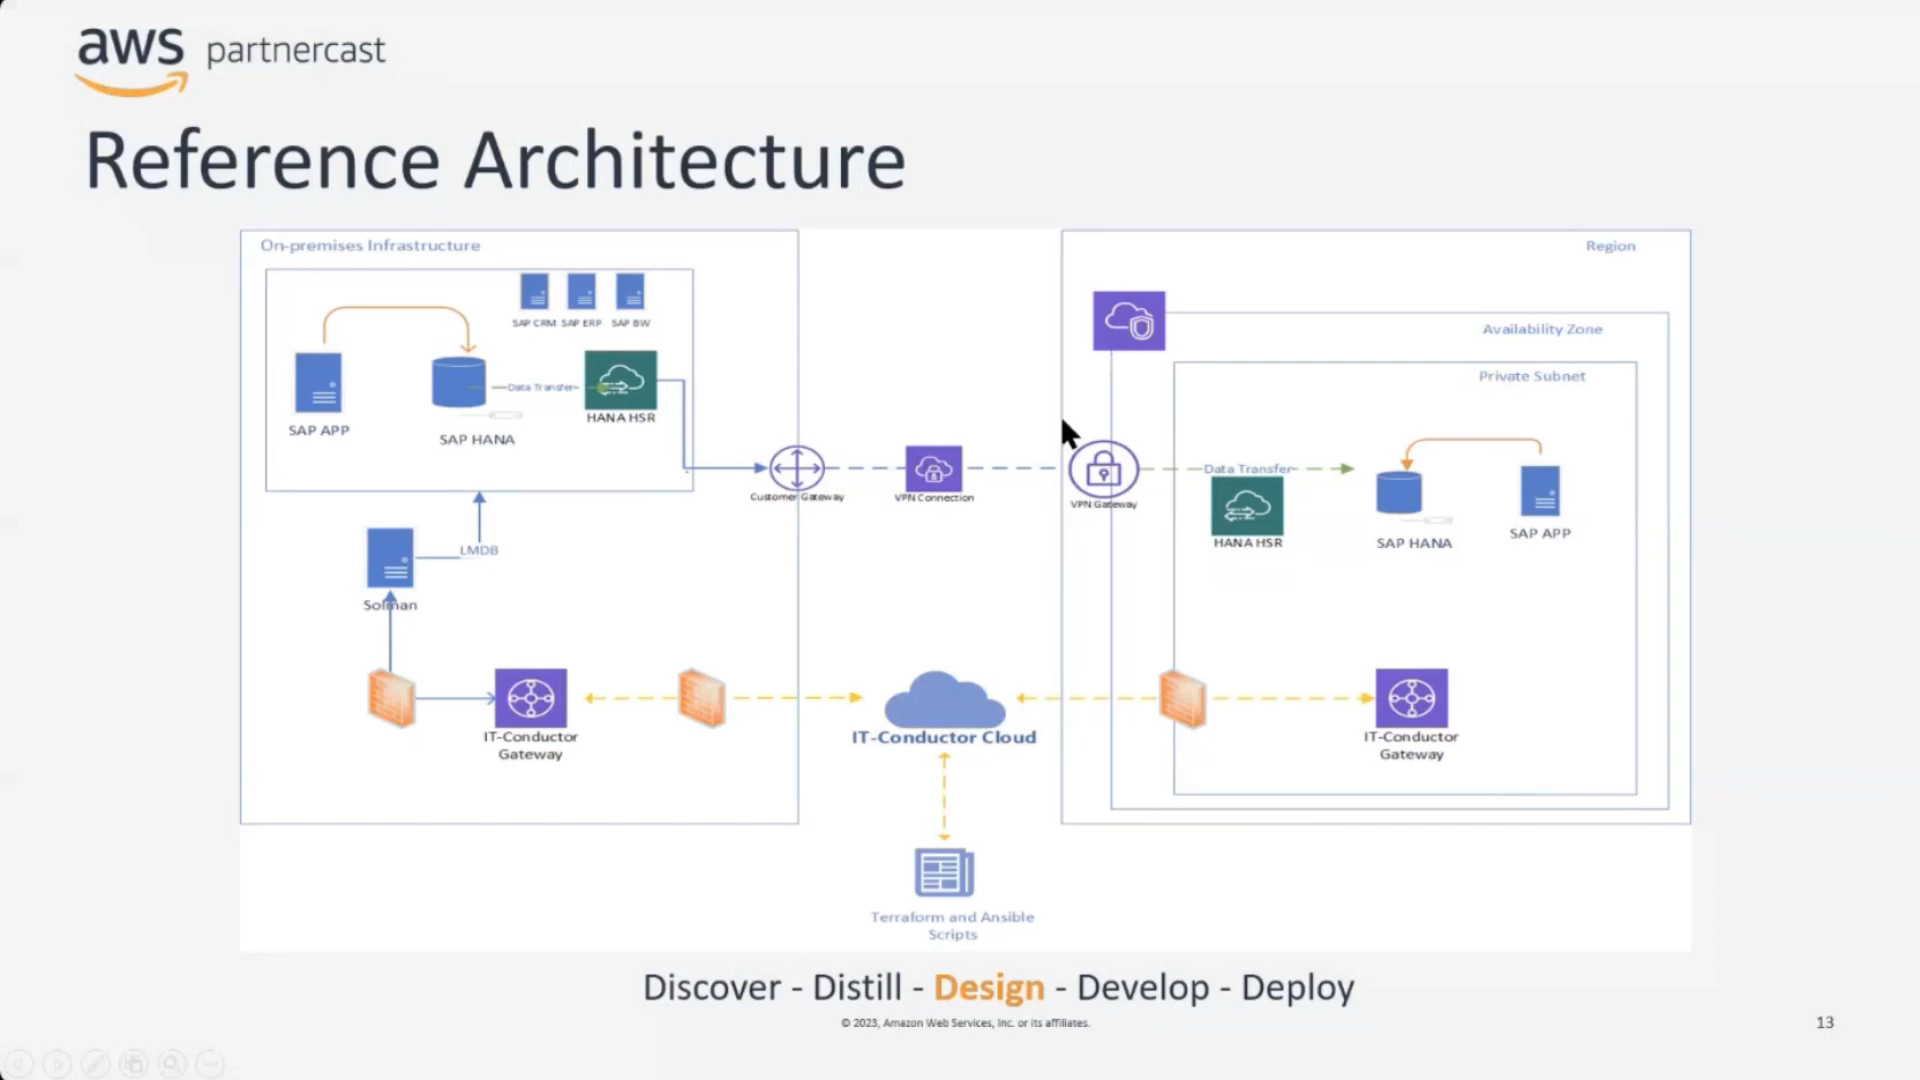 aws partnercast
Reference Architecture
On-premises Infrastructure
SAP CRM SAP ERP SAP BW
SAP APP
SAP HANA
Data Transfer
HANA HSR
LMDB
Solman
IT-Conductor
Gateway
Customer Gateway
VPN Connection
VPN Gateway
IT-Conductor Cloud
Terraform and Ansible
Scripts
Region
Availability Zone
Private Subnet
Data Transfer
HANA HSR
SAP HANA
SAP APP
IT-Conductor
Gateway
Discover - Distill - Design - Develop - Deploy
© 2023, Amazon Web Services, Inc. or its affiliates.
13